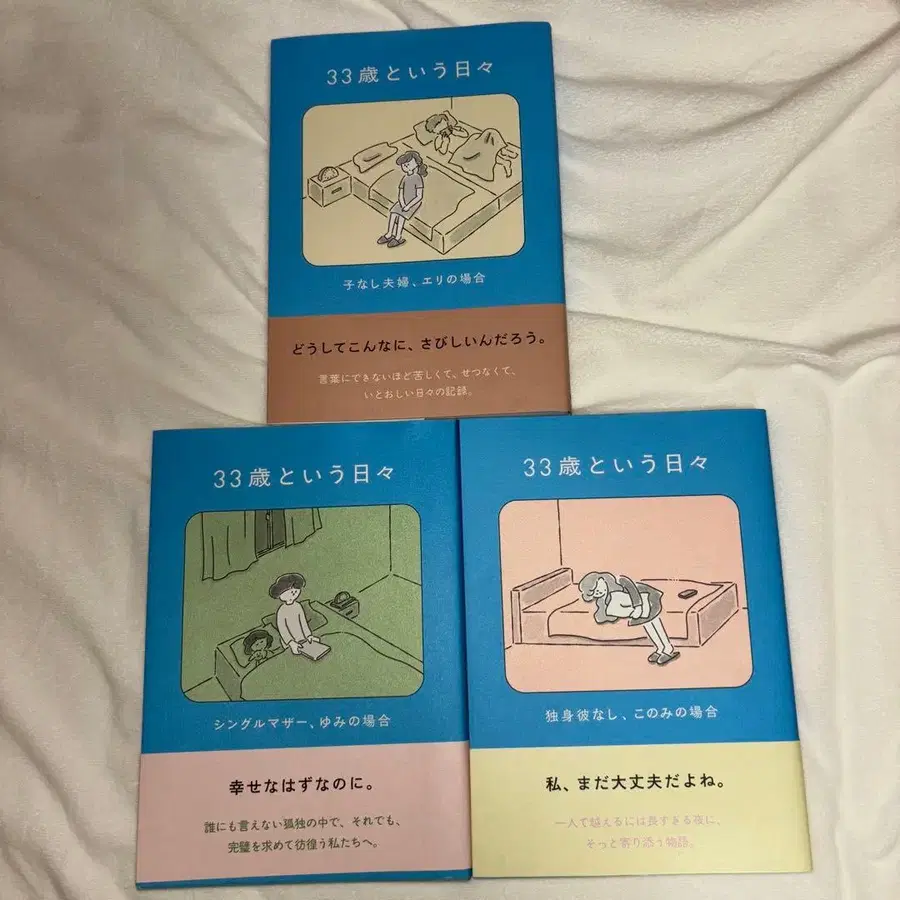 33歳という日々
子なし夫婦、エリの場合
どうしてこんなに、さびしいんだろう。
言葉にできないほど苦しくて、せつなくて、
いとおしい日々の記録。
33歳という日々
シングルマザー、ゆみの場合
幸せなはずなのに。
誰にも言えない孤独の中で、それでも、
完璧を求めて彷徨う私たちへ。
33歳という日々
独身彼なし、このみの場合
私、まだ大丈夫だよね。
一人で越えるには長すぎる夜に、
そっと寄り添う物語。